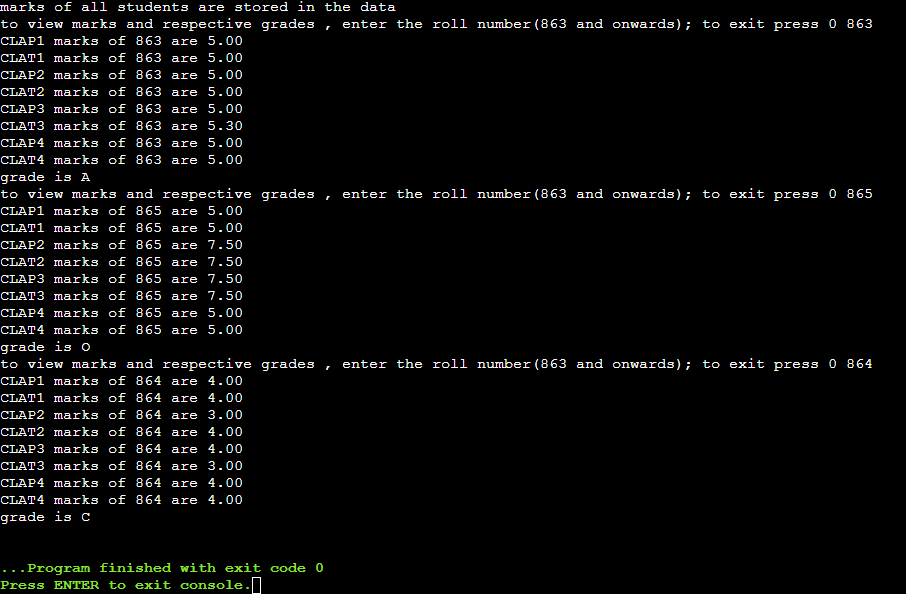 marks of all students are stored in the data
to view marks and respective grades , enter the roll number(863 and onwards); to exit press 0 863
CLAP1 marks of 863 are 5.00
CLAT1 marks of 863 are 5.00
CLAP2 marks of 863 are 5.00
CLAT2 marks of 863 are 5.00
CLAP3 marks of 863 are 5.00
CLAT3 marks of 863 are 5.30
CLAP4 marks of 863 are 5.00
CLAT4 marks of 863 are 5.00
grade is A
to view marks and respective grades , enter the roll number(863 and onwards); to exit press 0 865
CLAP1 marks of 865 are 5.00
CLAT1 marks of 865 are 5.00
CLAP2 marks of 865 are 7.50
CLAT2 marks of 865 are 7.50
CLAP3 marks of 865 are 7.50
CLAT3 marks of 865 are 7.50
CLAP4 marks of 865 are 5.00
CLAT4 marks of 865 are 5.00
grade is O
to view marks and respective grades , enter the roll number(863 and onwards); to exit press 0 864
CLAP1 marks of 864 are 4.00
CLAT1 marks of 864 are 4.00
CLAP2 marks of 864 are 3.00
CLAT2 marks of 864 are 4.00
CLAP3 marks of 864 are 4.00
CLAT3 marks of 864 are 3.00
CLAP4 marks of 864 are 4.00
CLAT4 marks of 864 are 4.00
grade is C
...Program finished with exit code 0
Press ENTER to exit console.